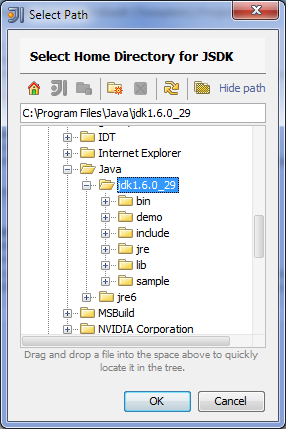 Select Path
Select Home Directory for JSDK
Hide path
C:\Program Files\Java\jdk1.6.0_29
IDT
Internet Explorer
Java
jdk1.6.0_29
bin
demo
include
jre
lib
sample
jre6
MSBuild
NVIDIA Corporation
Drag and drop a file into the space above to quickly
locate it in the tree.
OK
Cancel